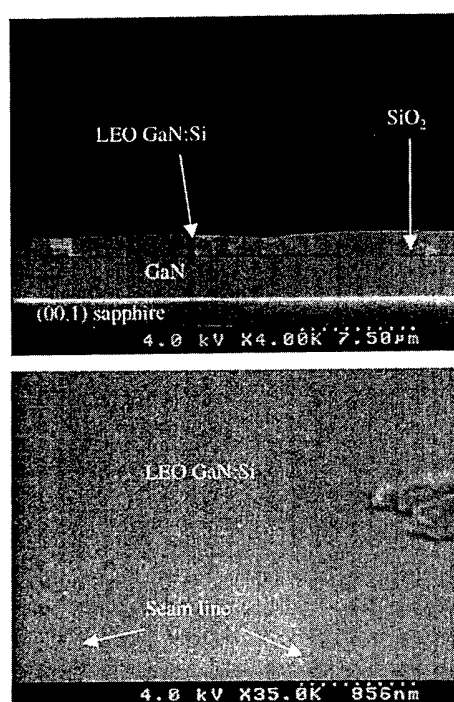 SiO₂
LEO GaN:Si
GaN
(00.1) sapphire
4.0 kV X4.00K 7.50µm
LEO GaN:Si
Seam line
4.0 kV X35.0K 856nm